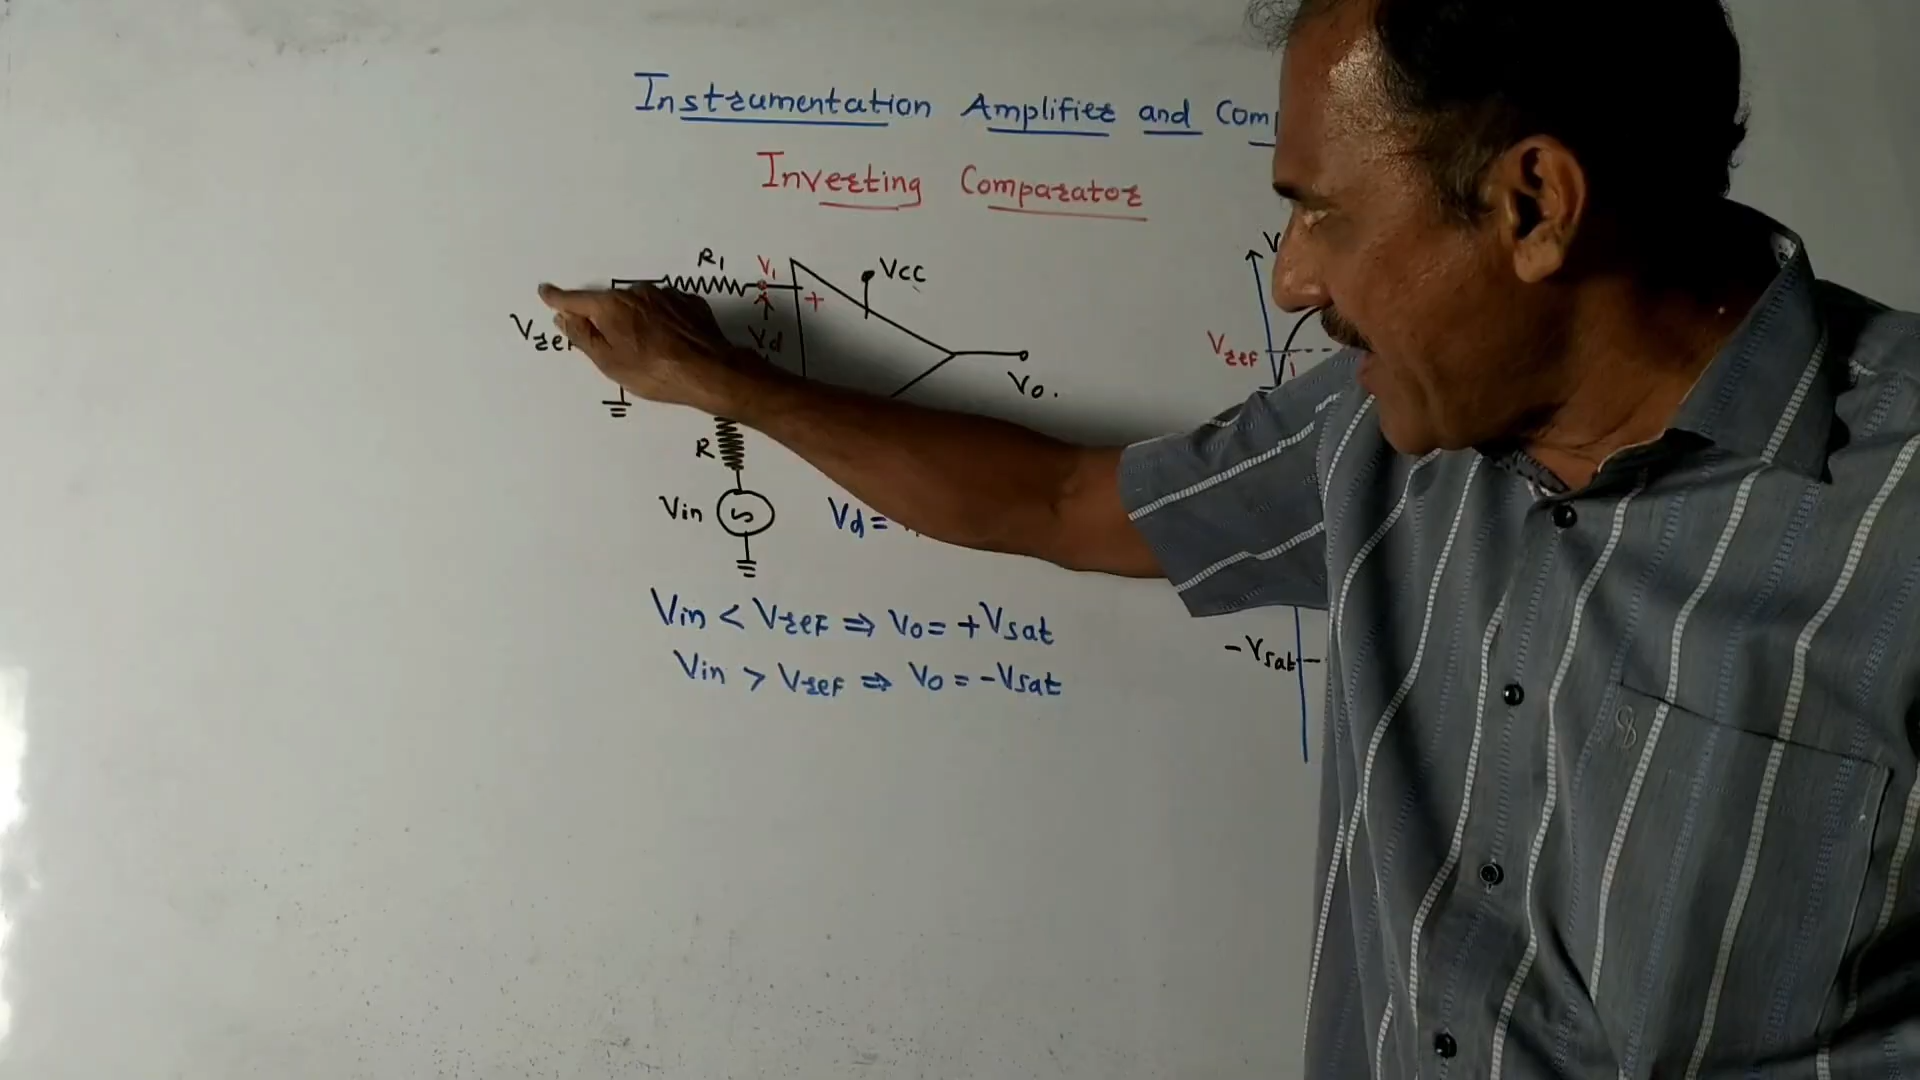 Instrumentation Amplifier and Com
Inverting Comparator
R1
V1
+
VCC
Vd
Vref
Vo.
R
Vin
Vd =
Vin < Vref ⇒ Vo = +Vsat
Vin > Vref ⇒ Vo = -Vsat
V
Vref
-Vsat